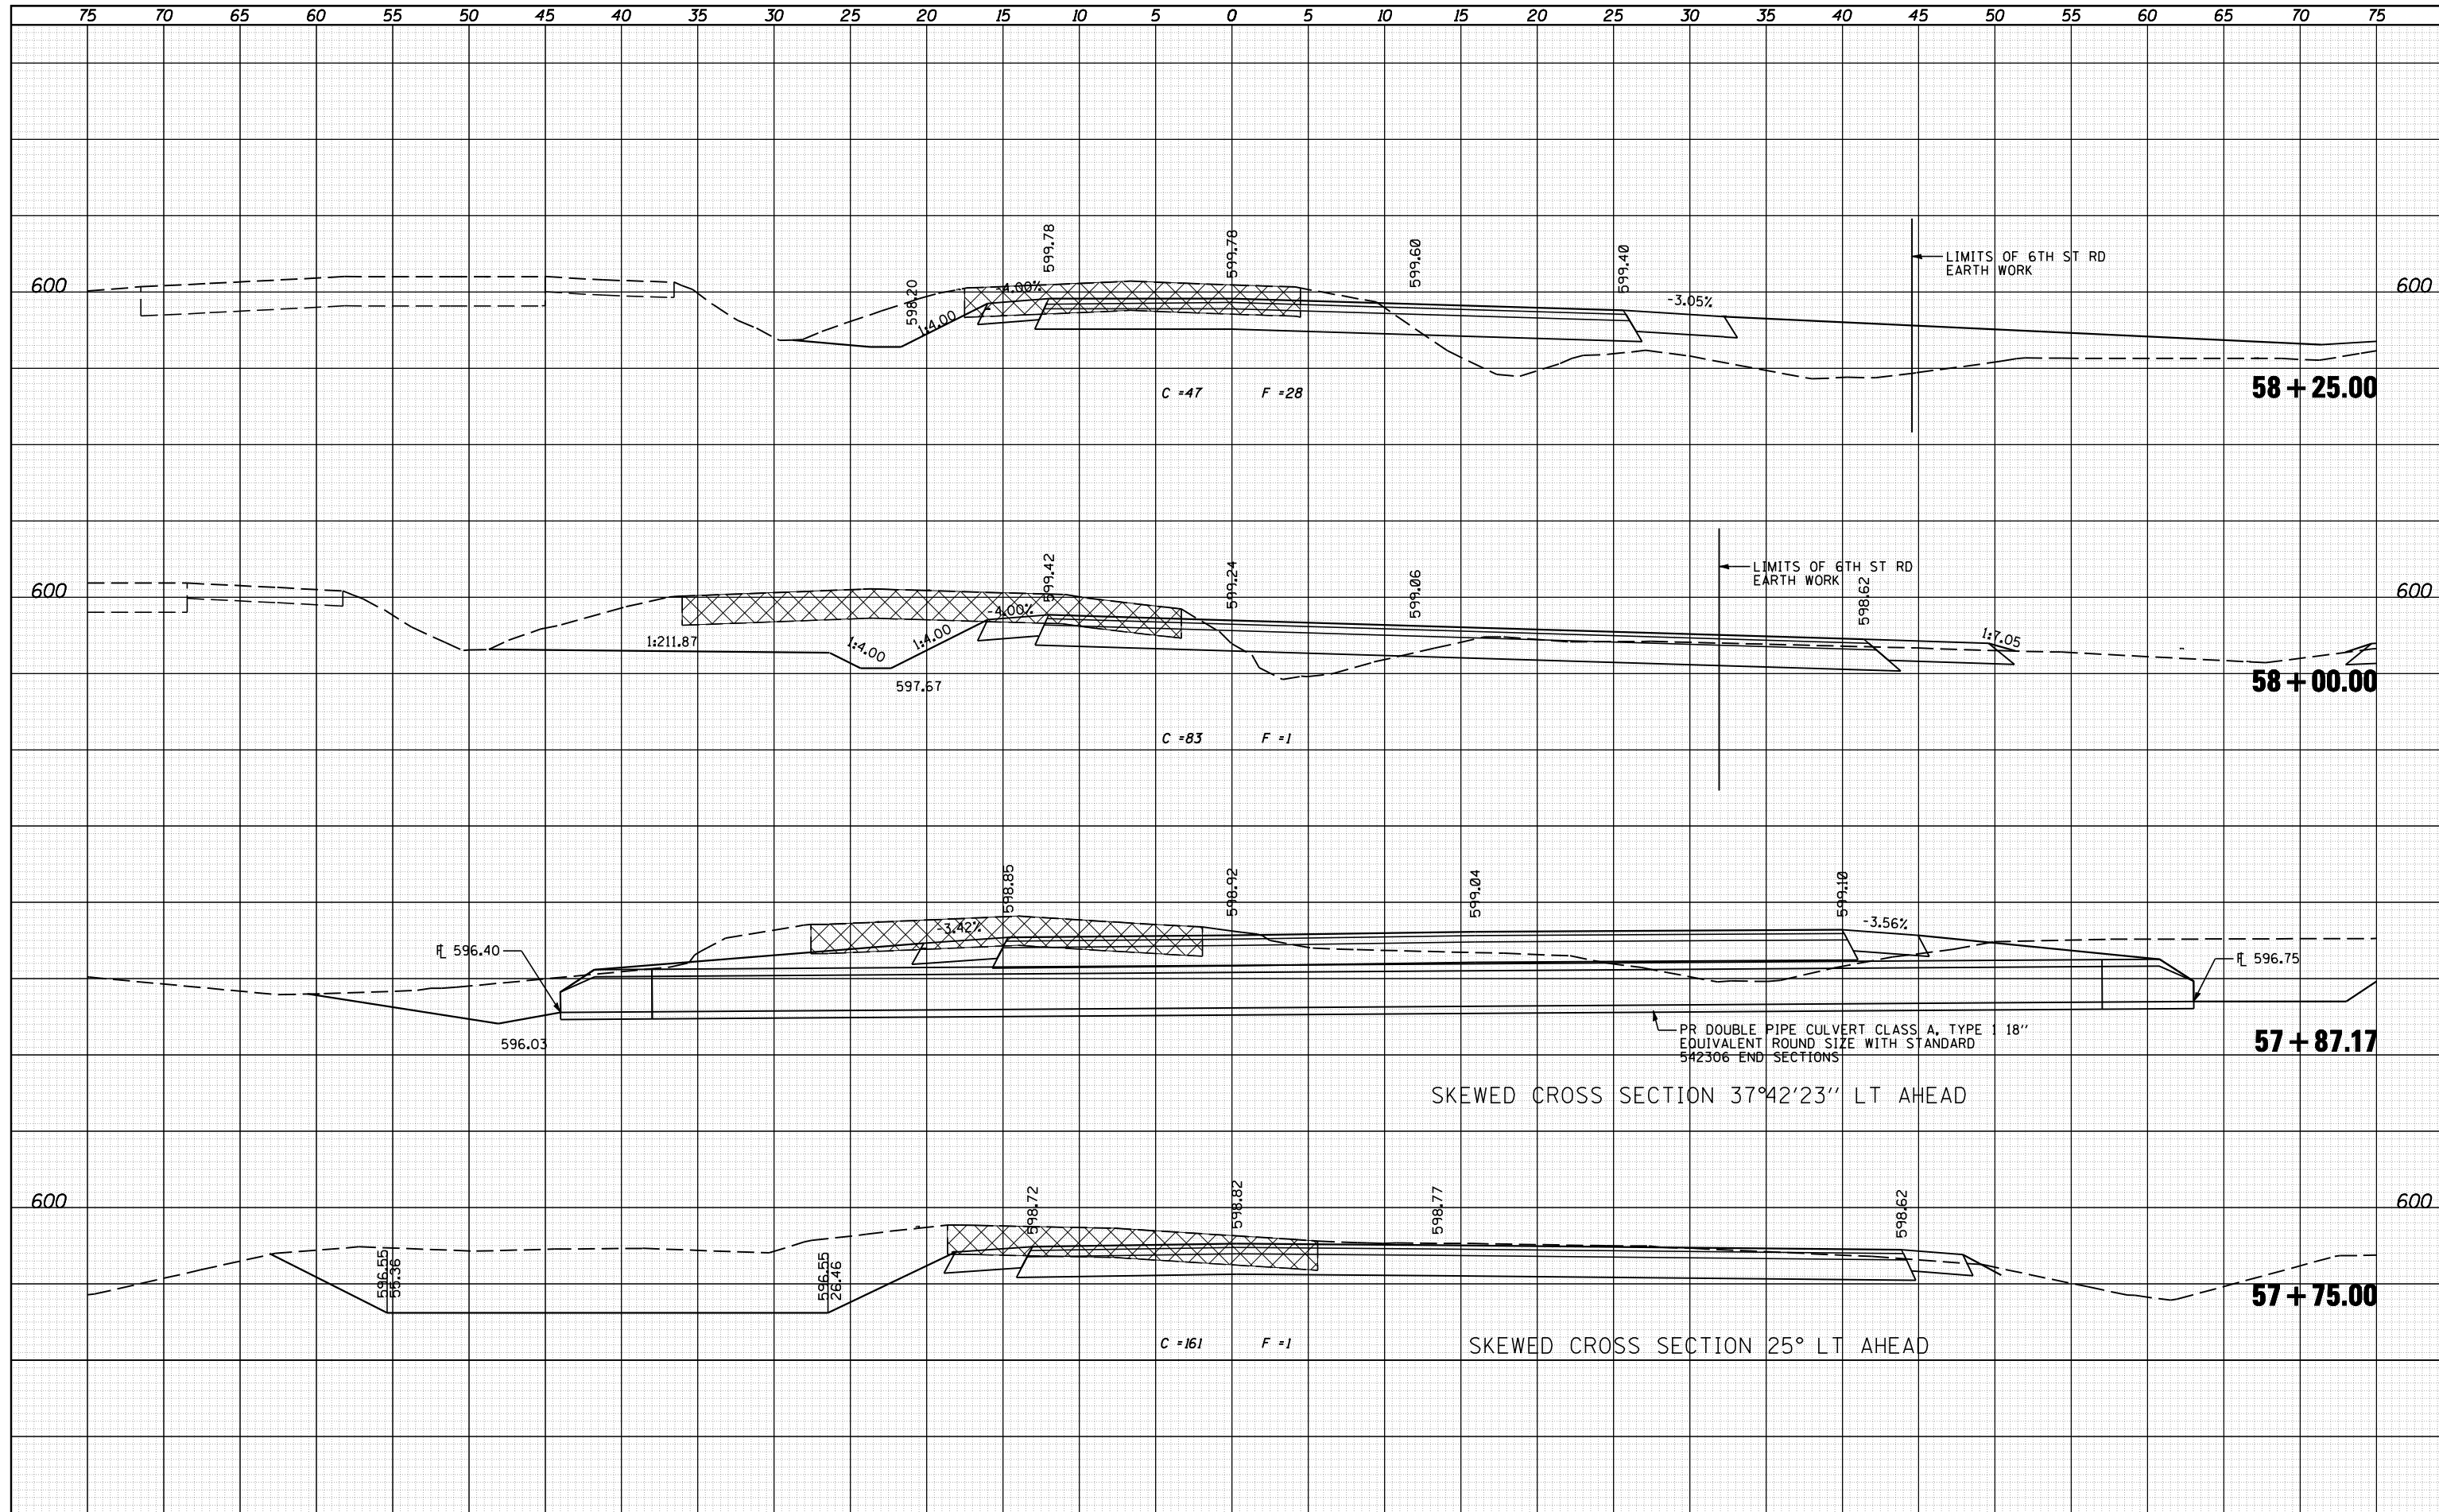 75 70 65 60 55 50 45 40 35 30 25 20 15 10 5 0 5 10 15 20 25 30 35 40 45 50 55 60 65 70 75
599.78 599.78 599.60 599.40
598.20
LIMITS OF 6TH ST RD
EARTH WORK
600 600
-4.00% -3.05%
1:4.00
C =47 F =28
58+25.00
599.42 599.24 599.06 598.62
LIMITS OF 6TH ST RD
EARTH WORK
600 600
-4.00%
1:211.87 1:4.00 1:4.00 1:7.05
597.67
58+00.00
C =83 F =1
598.85 598.92 599.04 599.10
-3.42% -3.56%
FL 596.40
FL 596.75
596.03
PR DOUBLE PIPE CULVERT CLASS A, TYPE 1 18''
EQUIVALENT ROUND SIZE WITH STANDARD
542306 END SECTIONS
57+87.17
SKEWED CROSS SECTION 37°42'23'' LT AHEAD
600 600
598.72 598.82 598.77 598.62
596.55
55.36
596.55
26.46
57+75.00
C =161 F =1
SKEWED CROSS SECTION 25° LT AHEAD